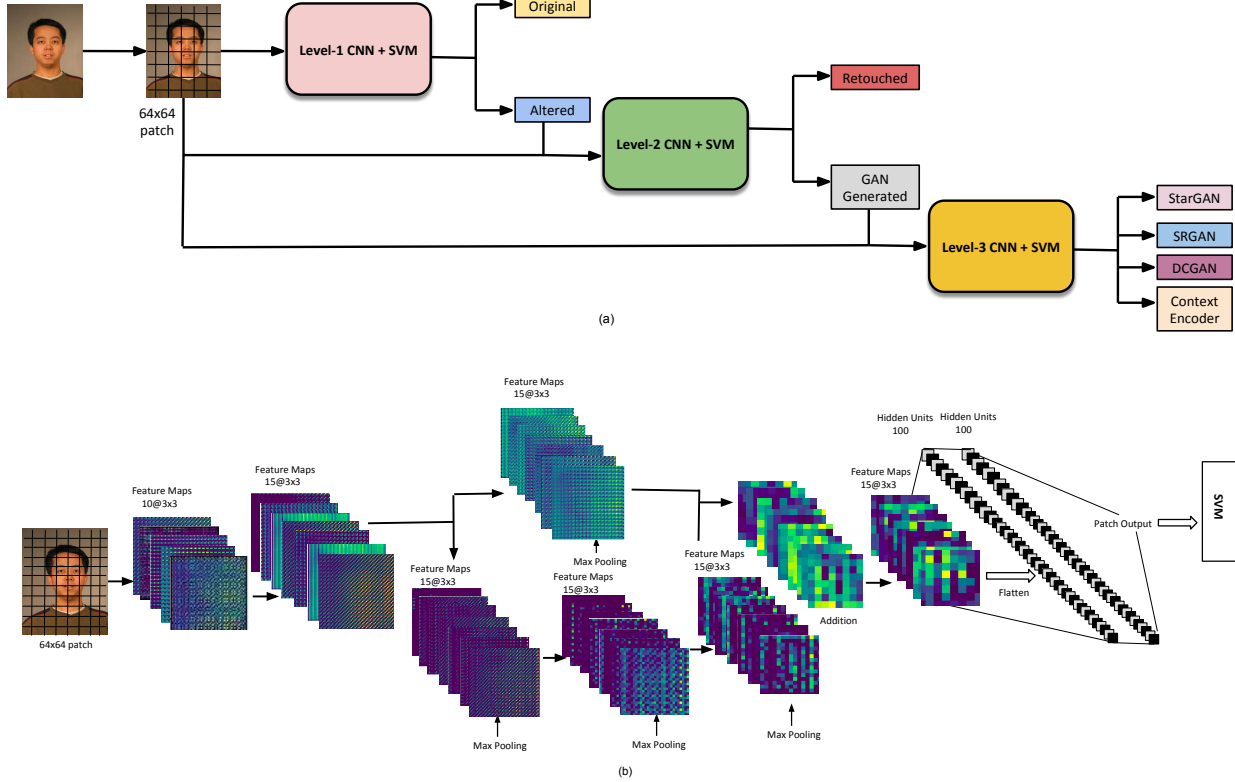 Original
Level-1 CNN + SVM
Retouched
64x64
patch
Altered
Level-2 CNN + SVM
GAN
Generated
StarGAN
SRGAN
Level-3 CNN + SVM
DCGAN
Context
Encoder
(a)
Feature Maps
15@3x3
Hidden Units
100
Hidden Units
100
Feature Maps
15@3x3
Feature Maps
10@3x3
Feature Maps
15@3x3
SVM
Patch Output
Max Pooling
Feature Maps
15@3x3
Feature Maps
15@3x3
Feature Maps
15@3x3
Flatten
Addition
64x64 patch
Max Pooling
Max Pooling
Max Pooling
(b)